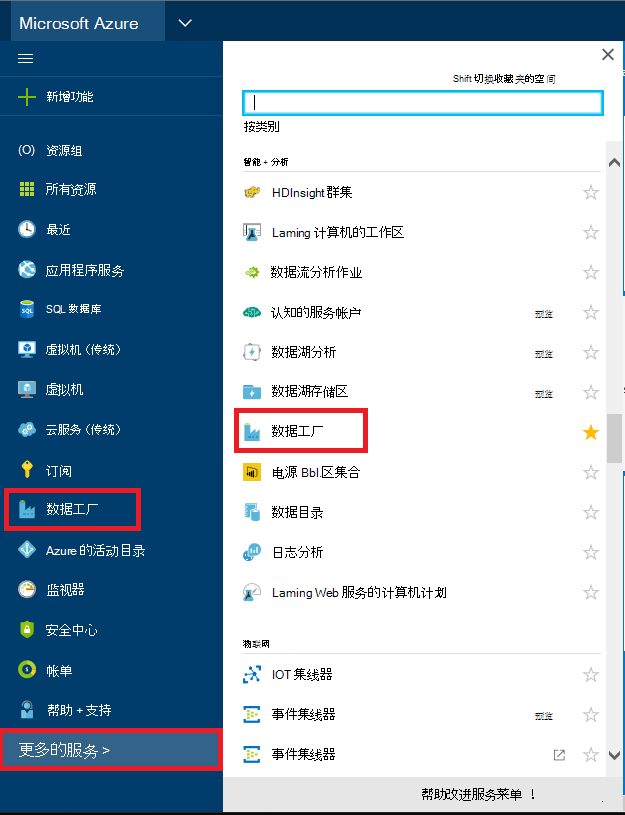 Microsoft Azure
新增功能
(O) 资源组
所有资源
最近
应用程序服务
SQL 数据库
虚拟机（传统）
虚拟机
云服务（传统）
订阅
数据工厂
Azure 的活动目录
监视器
安全中心
帐单
帮助 + 支持
更多的服务 >
Shift 切换收藏夹的空间
按类别
智能 + 分析
HDInsight 群集
Laming 计算机的工作区
数据流分析作业
认知的服务帐户
预览
数据湖分析
预览
数据湖存储区
预览
数据工厂
电源 BbI.区集合
数据目录
日志分析
Laming Web 服务的计算机计划
物联网
IOT 集线器
事件集线器
预览
事件集线器
帮助改进服务菜单 ！